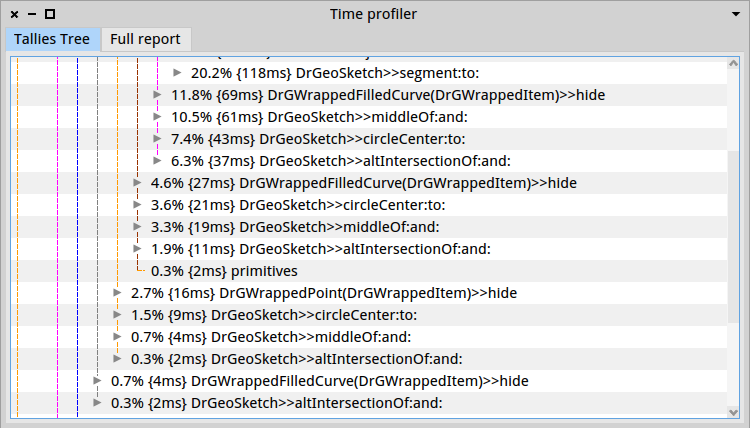 Time profiler
Tallies Tree
Full report
20.2% {118ms} DrGeoSketch>>segment:to:
11.8% {69ms} DrGWrappedFilledCurve(DrGWrappedItem)>>hide
10.5% {61ms} DrGeoSketch>>middleOf:and:
7.4% {43ms} DrGeoSketch>>circleCenter:to:
6.3% {37ms} DrGeoSketch>>altIntersectionOf:and:
4.6% {27ms} DrGWrappedFilledCurve(DrGWrappedItem)>>hide
3.6% {21ms} DrGeoSketch>>circleCenter:to:
3.3% {19ms} DrGeoSketch>>middleOf:and:
1.9% {11ms} DrGeoSketch>>altIntersectionOf:and:
0.3% {2ms} primitives
2.7% {16ms} DrGWrappedPoint(DrGWrappedItem)>>hide
1.5% {9ms} DrGeoSketch>>circleCenter:to:
0.7% {4ms} DrGeoSketch>>middleOf:and:
0.3% {2ms} DrGeoSketch>>altIntersectionOf:and:
0.7% {4ms} DrGWrappedFilledCurve(DrGWrappedItem)>>hide
0.3% {2ms} DrGeoSketch>>altIntersectionOf:and: